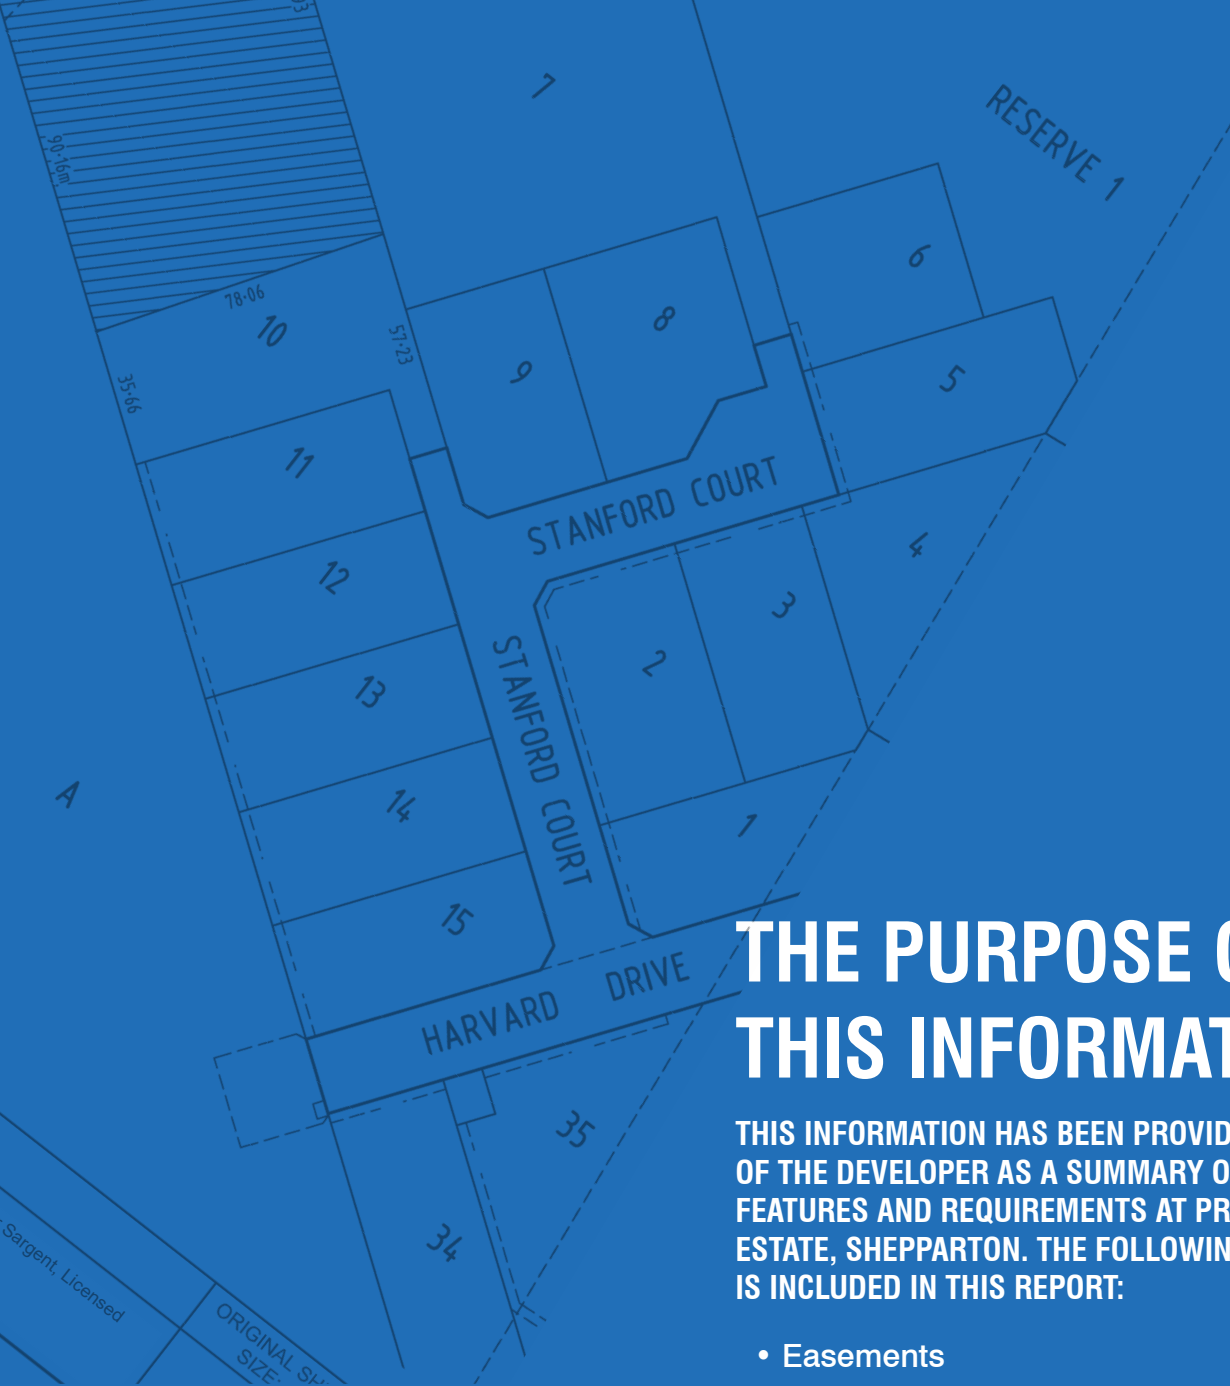 93
7
RESERVE 1
90·16m
6
78·06
10
8
57·23
9
5
35·66
11
STANFORD COURT
4
12
3
STANFORD COURT
2
13
A
14
1
15
THE PURPOSE
HARVARD DRIVE
THIS INFORMAT
35
THIS INFORMATION HAS BEEN PROVID
OF THE DEVELOPER AS A SUMMARY O
FEATURES AND REQUIREMENTS AT PR
34
ESTATE, SHEPPARTON. THE FOLLOWIN
IS INCLUDED IN THIS REPORT:
Sargent, Licensed
ORIGINAL SH
SIZE:
• Easements